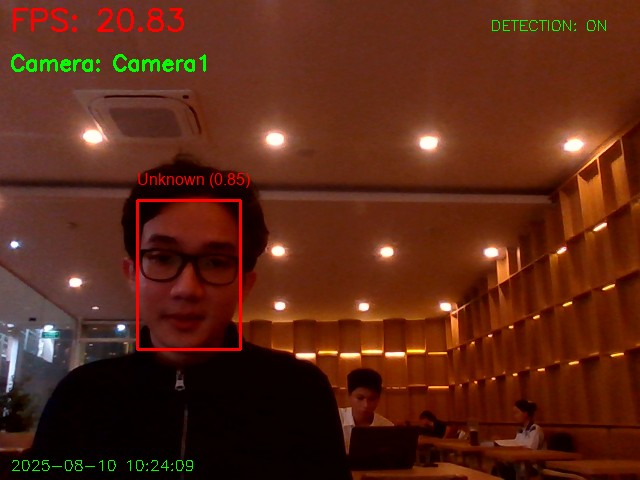 FPS: 20.83
DETECTION: ON
Camera: Camera1
Unknown (0.85)
2025-08-10 10:24:09